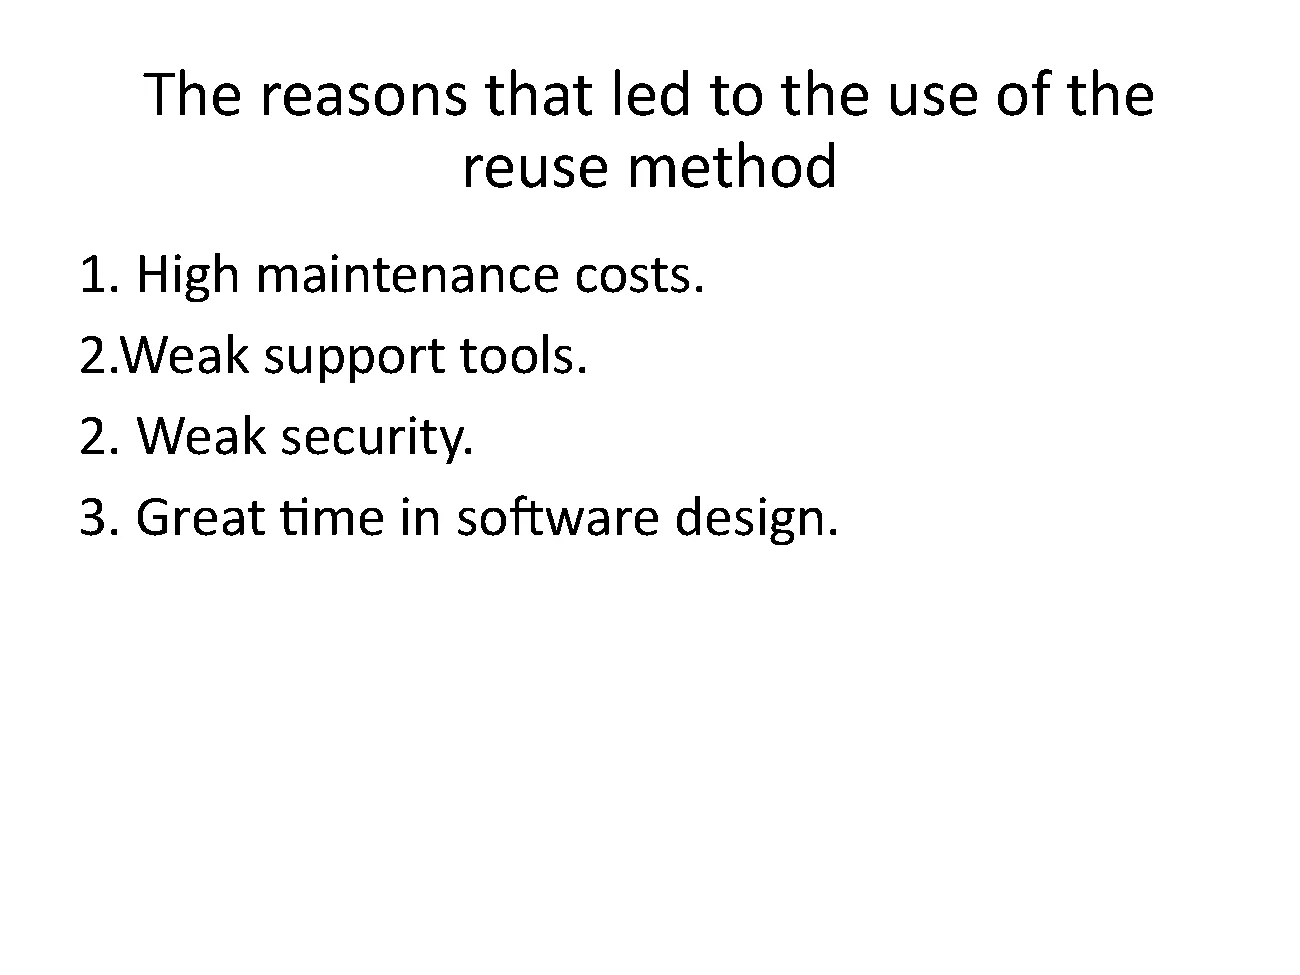 The reasons that led to the use of the
reuse method
1. High maintenance costs.
2.Weak support tools.
2. Weak security.
3. Great time in software design.